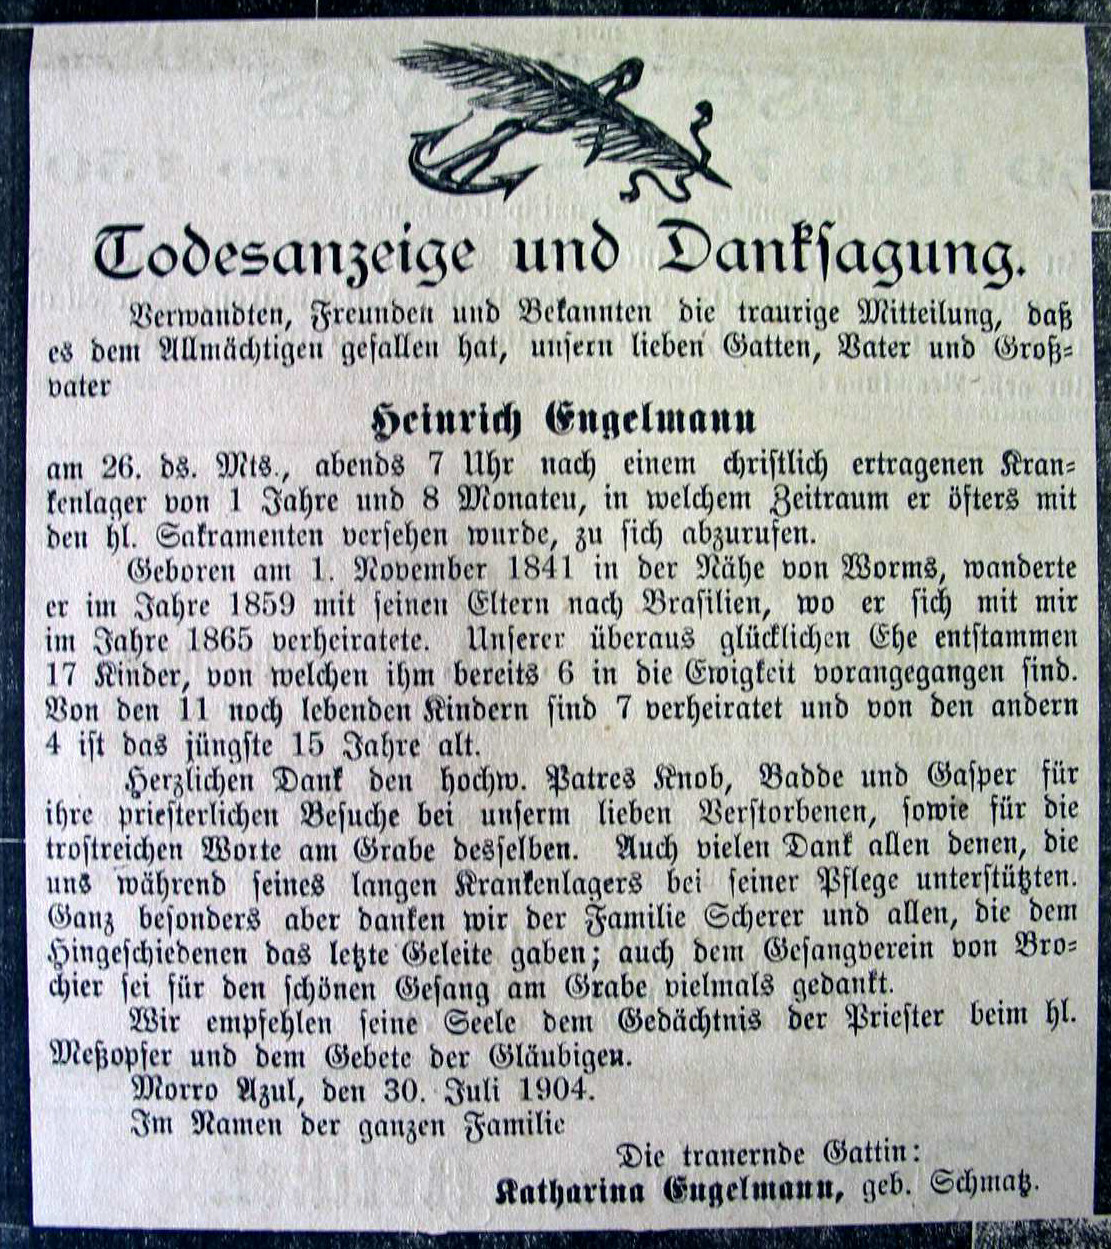 Todesanzeige und Dankſagung.
Verwandten, Freunden und Bekannten die traurige Mitteilung, daß
es dem Allmächtigen gefallen hat, unſern lieben Gatten, Vater und Groß=
vater
Heinrich Engelmann
am 26. ds. Mts., abends 7 Uhr nach einem chriſtlich ertragenen Kran=
kenlager von 1 Jahre und 8 Monaten, in welchem Zeitraum er öfters mit
den hl. Sakramenten verſehen wurde, zu ſich abzurufen.
Geboren am 1. November 1841 in der Nähe von Worms, wanderte
er im Jahre 1859 mit ſeinen Eltern nach Braſilien, wo er ſich mit mir
im Jahre 1865 verheiratete. Unſerer überaus glücklichen Ehe entſtammen
17 Kinder, von welchen ihm bereits 6 in die Ewigkeit vorangegangen ſind.
Von den 11 noch lebenden Kindern ſind 7 verheiratet und von den andern
4 iſt das jüngſte 15 Jahre alt.
Herzlichen Dank den hochw. Patres Knob, Badde und Gaſper für
ihre prieſterlichen Beſuche bei unſerm lieben Verſtorbenen, ſowie für die
troſtreichen Worte am Grabe desſelben. Auch vielen Dank allen denen, die
uns während ſeines langen Krankenlagers bei ſeiner Pflege unterſtützten.
Ganz beſonders aber danken wir der Familie Scherer und allen, die dem
Hingeſchiedenen das letzte Geleite gaben; auch dem Geſangverein von Bro=
chier ſei für den ſchönen Geſang am Grabe vielmals gedankt.
Wir empfehlen ſeine Seele dem Gedächtnis der Prieſter beim hl.
Meßopfer und dem Gebete der Gläubigen.
Morro Azul, den 30. Juli 1904.
Im Namen der ganzen Familie
Die trauernde Gattin:
Katharina Engelmann, geb. Schmatz.